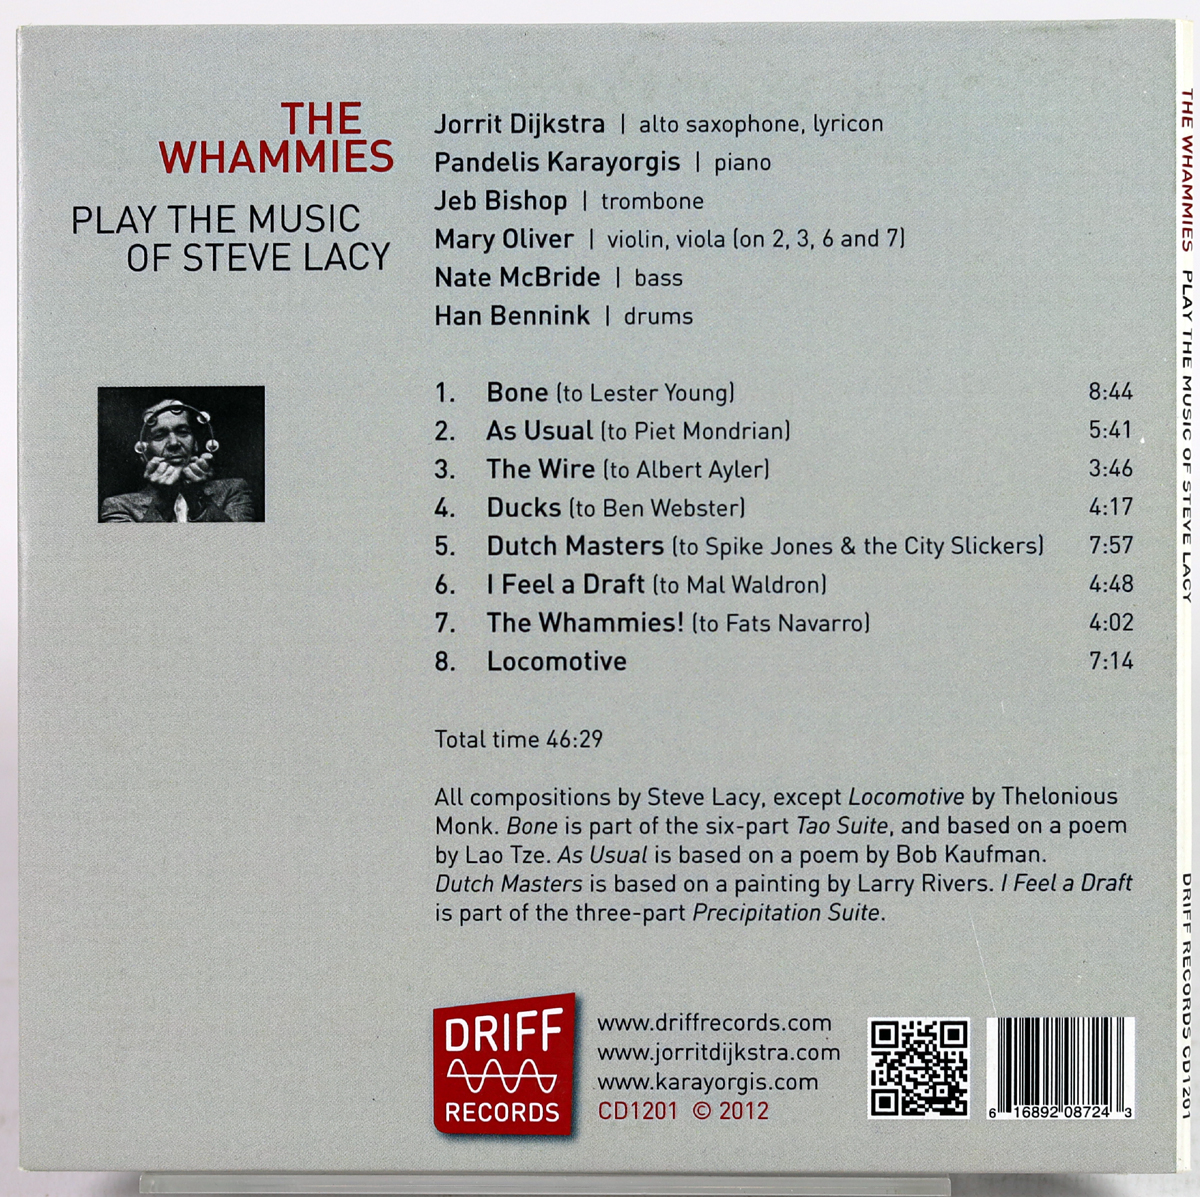 THE
WHAMMIES
PLAY THE MUSIC
OF STEVE LACY
Jorrit Dijkstra | alto saxophone, lyricon
Pandelis Karayorgis | piano
Jeb Bishop | trombone
Mary Oliver | violin, viola (on 2, 3, 6 and 7)
Nate McBride | bass
Han Bennink | drums
1. Bone (to Lester Young) 8:44
2. As Usual (to Piet Mondrian) 5:41
3. The Wire (to Albert Ayler) 3:46
4. Ducks (to Ben Webster) 4:17
5. Dutch Masters (to Spike Jones & the City Slickers) 7:57
6. I Feel a Draft (to Mal Waldron) 4:48
7. The Whammies! (to Fats Navarro) 4:02
8. Locomotive 7:14
Total time 46:29
All compositions by Steve Lacy, except Locomotive by Thelonious
Monk. Bone is part of the six-part Tao Suite, and based on a poem
by Lao Tze. As Usual is based on a poem by Bob Kaufman.
Dutch Masters is based on a painting by Larry Rivers. I Feel a Draft
is part of the three-part Precipitation Suite.
DRIFF
RECORDS
www.driffrecords.com
www.jorritdijkstra.com
www.karayorgis.com
CD1201 © 2012
6 16892 08724 3
THE WHAMMIES PLAY THE MUSIC OF STEVE LACY DRIFF RECORDS CD1201